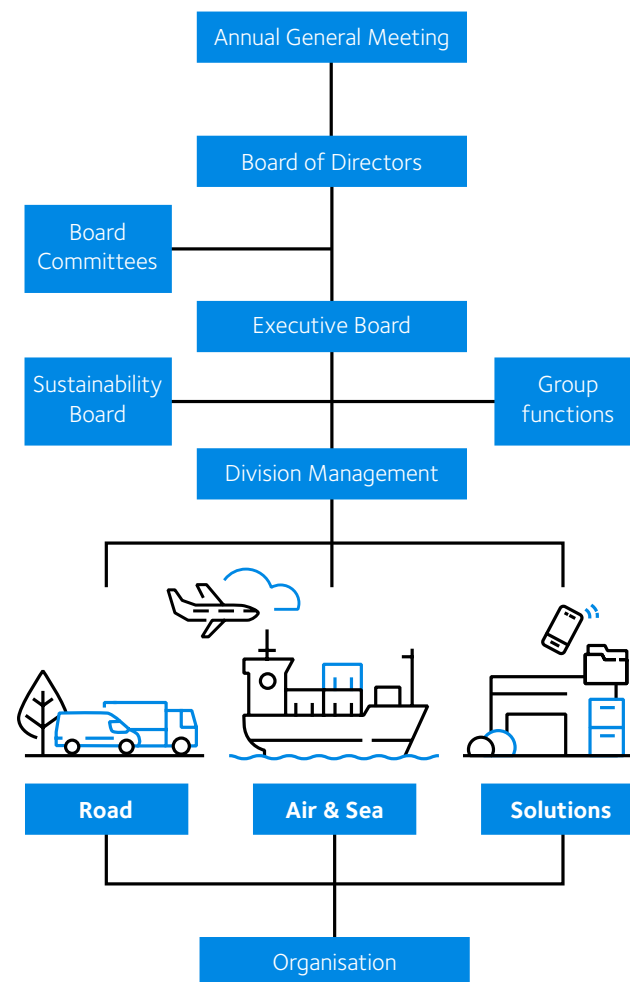 Annual General Meeting
Board of Directors
Board
Committees
Executive Board
Sustainability
Board
Group
functions
Division Management
Road
Air & Sea
Solutions
Organisation